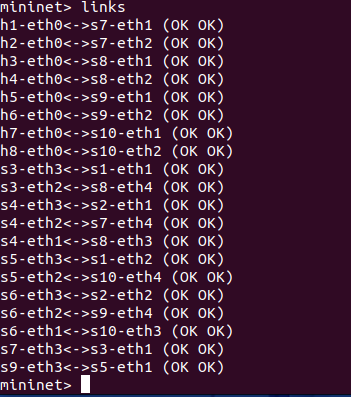 mininet> links
h1-eth0<->s7-eth1 (OK OK)
h2-eth0<->s7-eth2 (OK OK)
h3-eth0<->s8-eth1 (OK OK)
h4-eth0<->s8-eth2 (OK OK)
h5-eth0<->s9-eth1 (OK OK)
h6-eth0<->s9-eth2 (OK OK)
h7-eth0<->s10-eth1 (OK OK)
h8-eth0<->s10-eth2 (OK OK)
s3-eth3<->s1-eth1 (OK OK)
s3-eth2<->s8-eth4 (OK OK)
s4-eth3<->s2-eth1 (OK OK)
s4-eth2<->s7-eth4 (OK OK)
s4-eth1<->s8-eth3 (OK OK)
s5-eth3<->s1-eth2 (OK OK)
s5-eth2<->s10-eth4 (OK OK)
s6-eth3<->s2-eth2 (OK OK)
s6-eth2<->s9-eth4 (OK OK)
s6-eth1<->s10-eth3 (OK OK)
s7-eth3<->s3-eth1 (OK OK)
s9-eth3<->s5-eth1 (OK OK)
mininet>